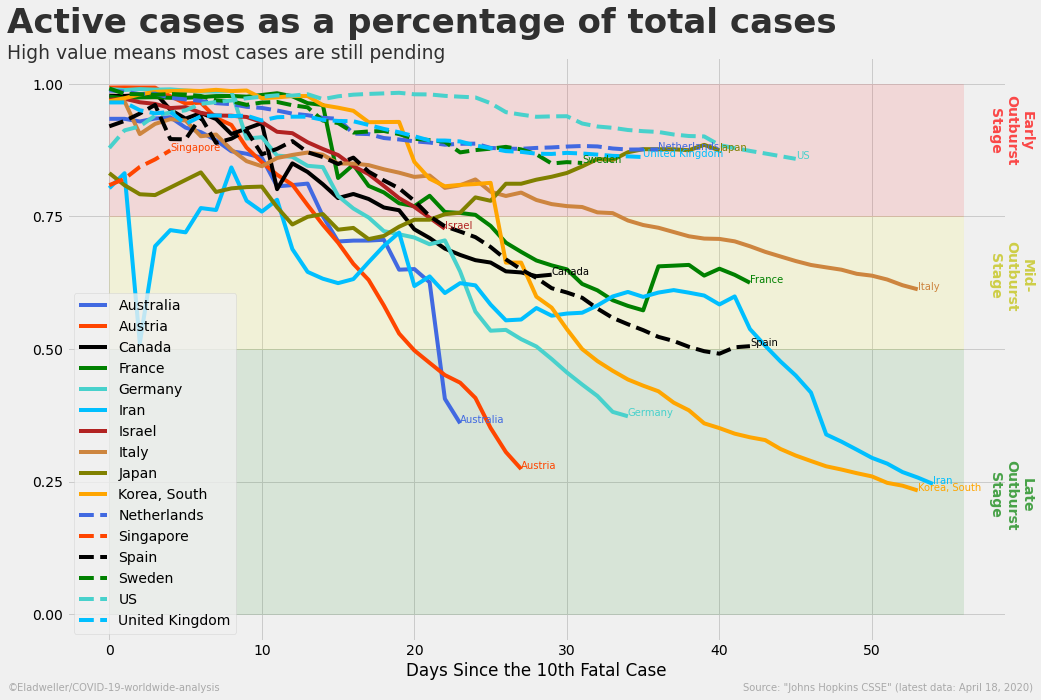 Active cases as a percentage of total cases
High value means most cases are still pending
1.00
0.75
0.50
0.25
0.00
Early
Outburst
Stage
Mid-
Outburst
Stage
Late
Outburst
Stage
Singapore
Netherlands
Japan
United Kingdom
Sweden
US
Israel
Canada
France
Italy
Spain
Germany
Australia
Austria
Iran
Korea, South
Australia
Austria
Canada
France
Germany
Iran
Israel
Italy
Japan
Korea, South
Netherlands
Singapore
Spain
Sweden
US
United Kingdom
0
10
20
30
40
50
Days Since the 10th Fatal Case
©Eladweller/COVID-19-worldwide-analysis
Source: "Johns Hopkins CSSE" (latest data: April 18, 2020)